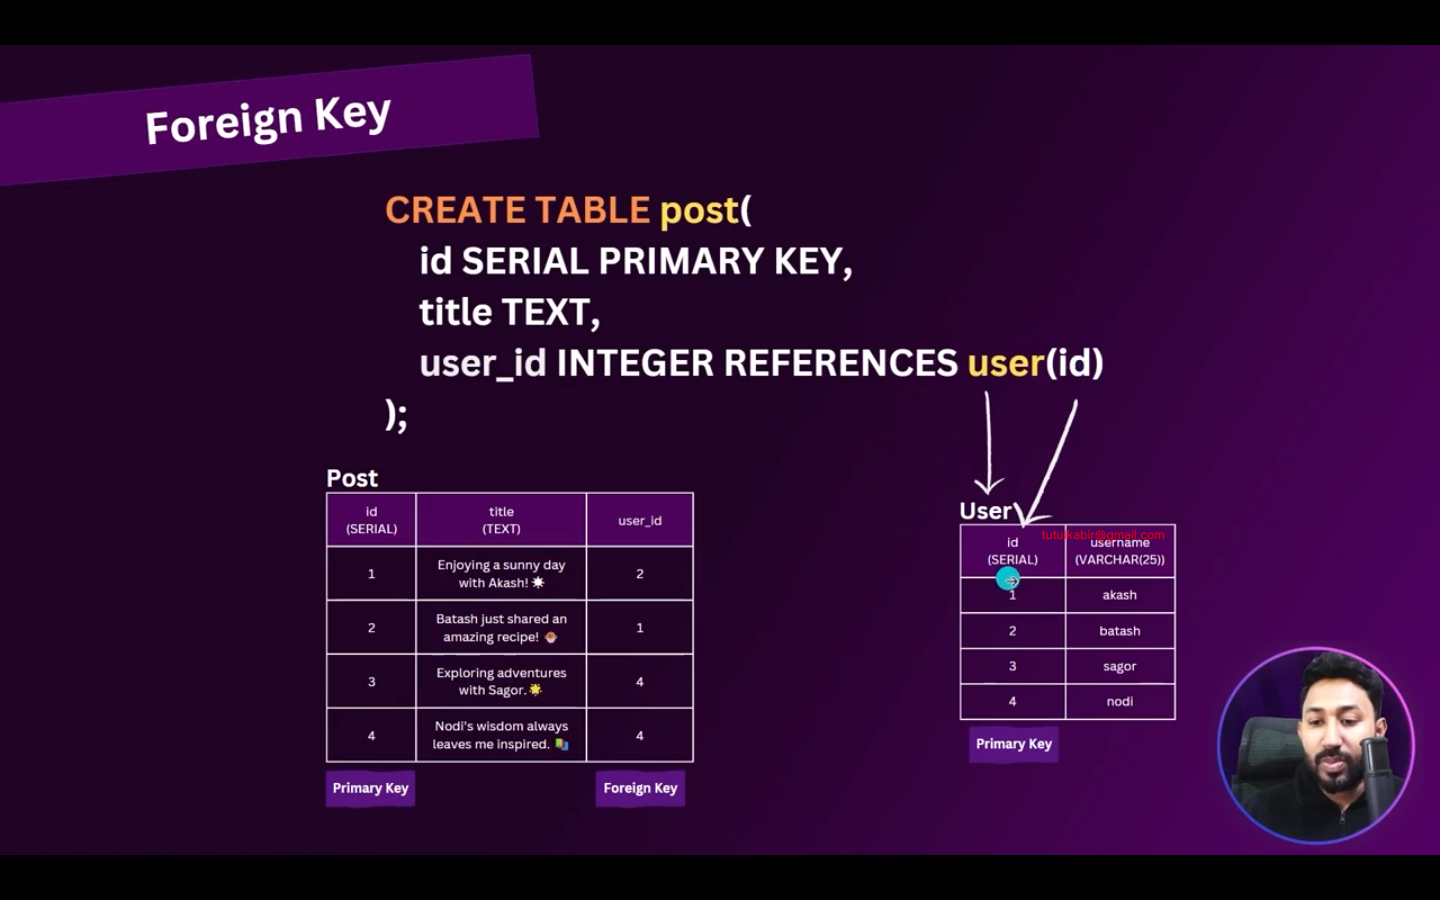 Foreign Key
CREATE TABLE post(
id SERIAL PRIMARY KEY,
title TEXT,
user_id INTEGER REFERENCES user(id)
);
Post
id
(SERIAL)
title
(TEXT)
user_id
1
Enjoying a sunny day
with Akash! ☀️
2
2
Batash just shared an
amazing recipe!
1
3
Exploring adventures
with Sagor. 🌟
4
4
Nodi's wisdom always
leaves me inspired. 📚
4
Primary Key
Foreign Key
User
id
(SERIAL)
username
(VARCHAR(25))
1
akash
2
batash
3
sagor
4
nodi
Primary Key